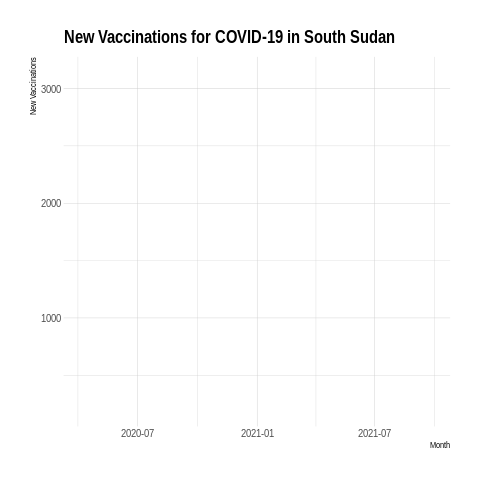 New Vaccinations for COVID-19 in South Sudan
New Vaccinations
3000
2000
1000
2020-07 2021-01 2021-07
Month